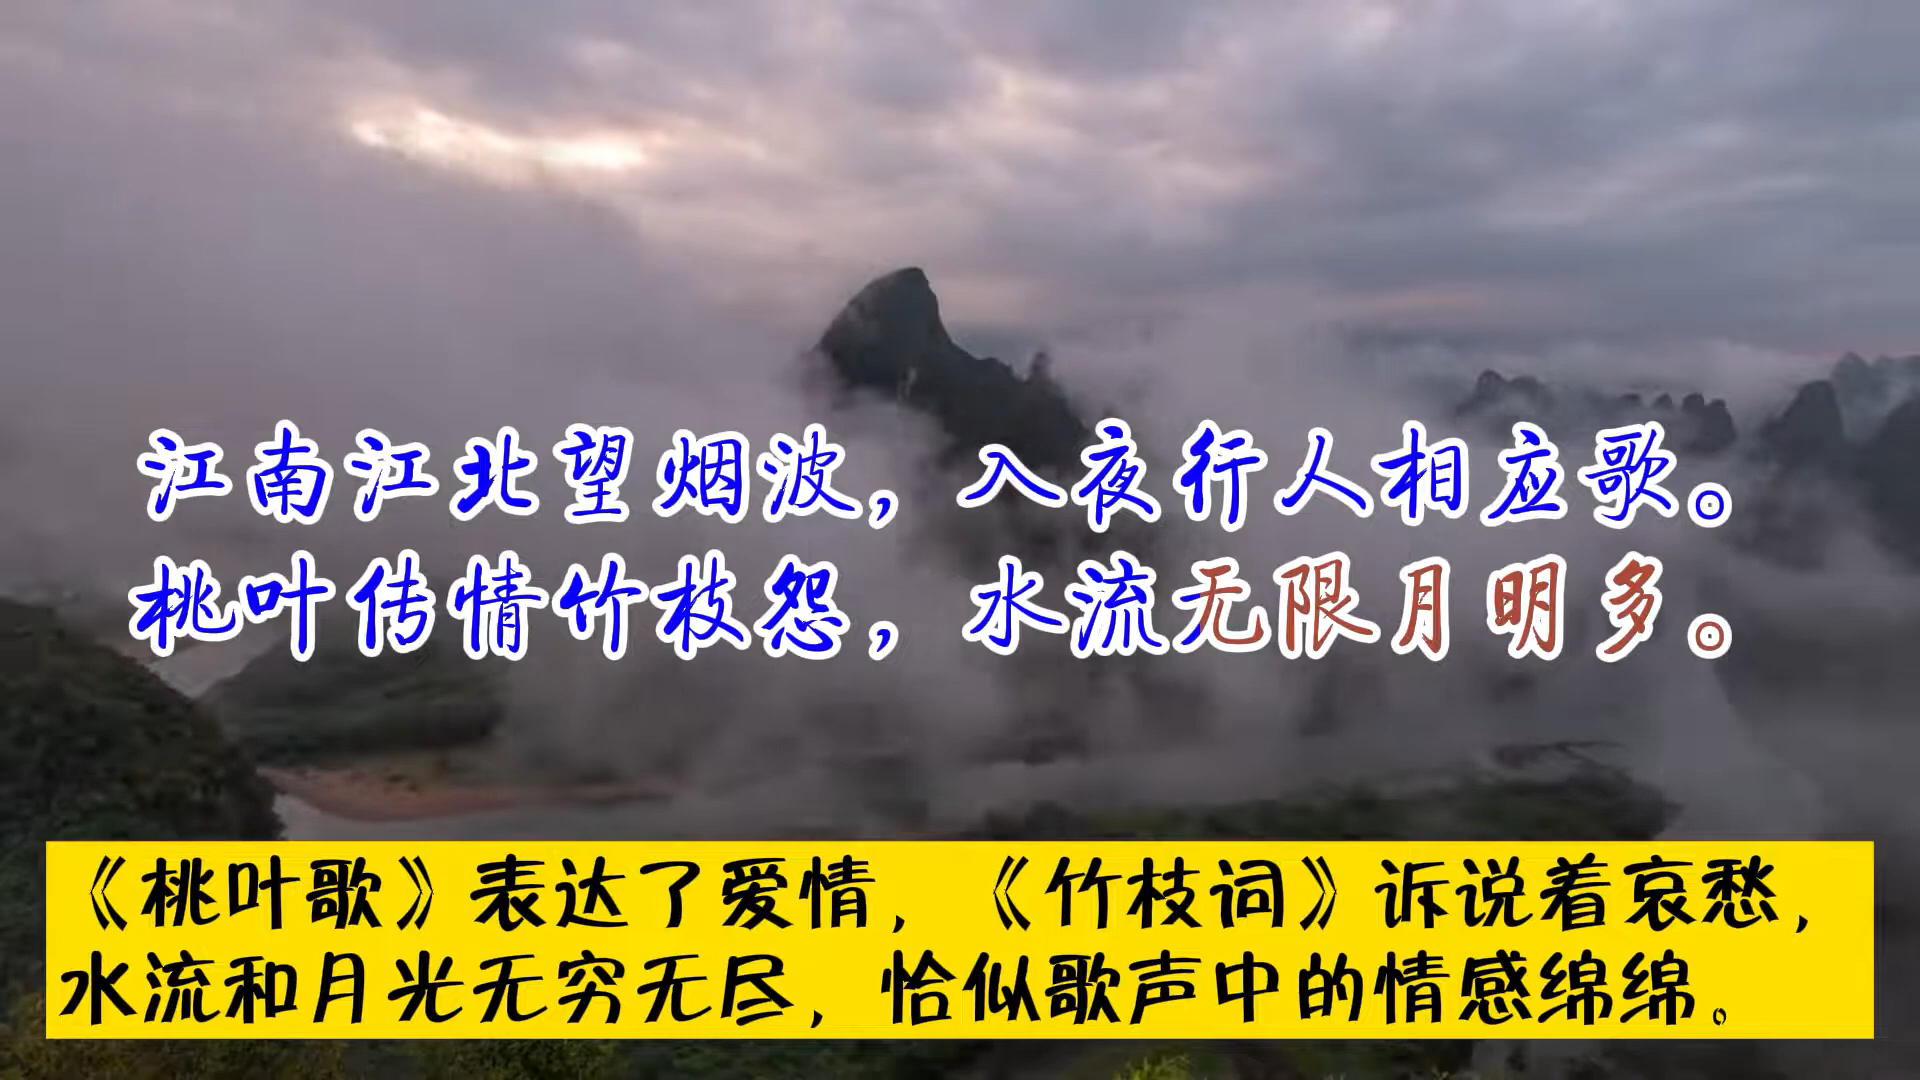 江南江北望烟波，入夜行人相应歌。
桃叶传情竹枝怨，水流无限月明多。
《桃叶歌》表达了爱情，《竹枝词》诉说着哀愁，
水流和月光无穷无尽，恰似歌声中的情感绵绵。